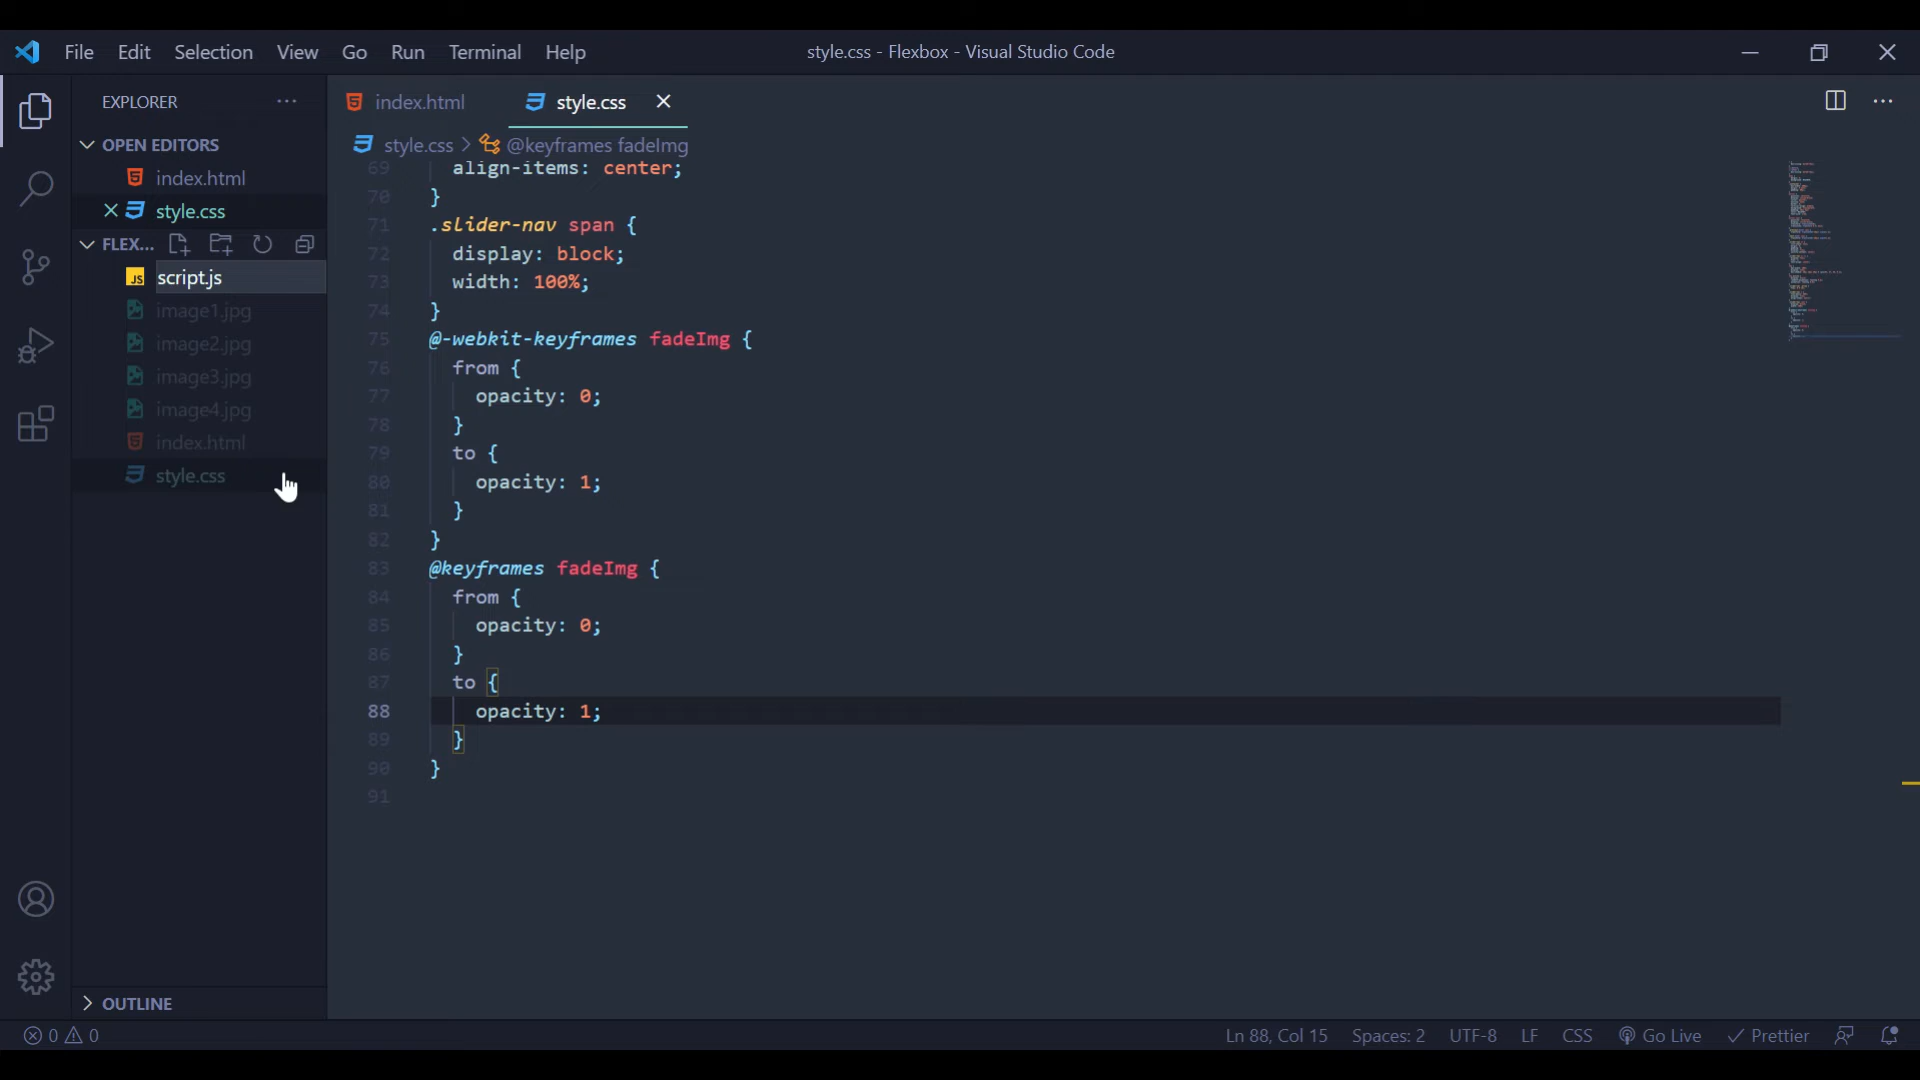 File Edit Selection View Go Run Terminal Help
style.css - Flexbox - Visual Studio Code
EXPLORER
OPEN EDITORS
index.html
style.css
FLEX...
JS script.js
image1.jpg
image2.jpg
image3.jpg
image4.jpg
index.html
style.css
OUTLINE
index.html style.css
style.css > @keyframes fadeImg
69 align-items: center;
70 }
71 .slider-nav span {
72 display: block;
73 width: 100%;
74 }
75 @-webkit-keyframes fadeImg {
76 from {
77 opacity: 0;
78 }
79 to {
80 opacity: 1;
81 }
82 }
83 @keyframes fadeImg {
84 from {
85 opacity: 0;
86 }
87 to {
88 opacity: 1;
89 }
90 }
91
0 0 Ln 88, Col 15 Spaces: 2 UTF-8 LF CSS Go Live Prettier